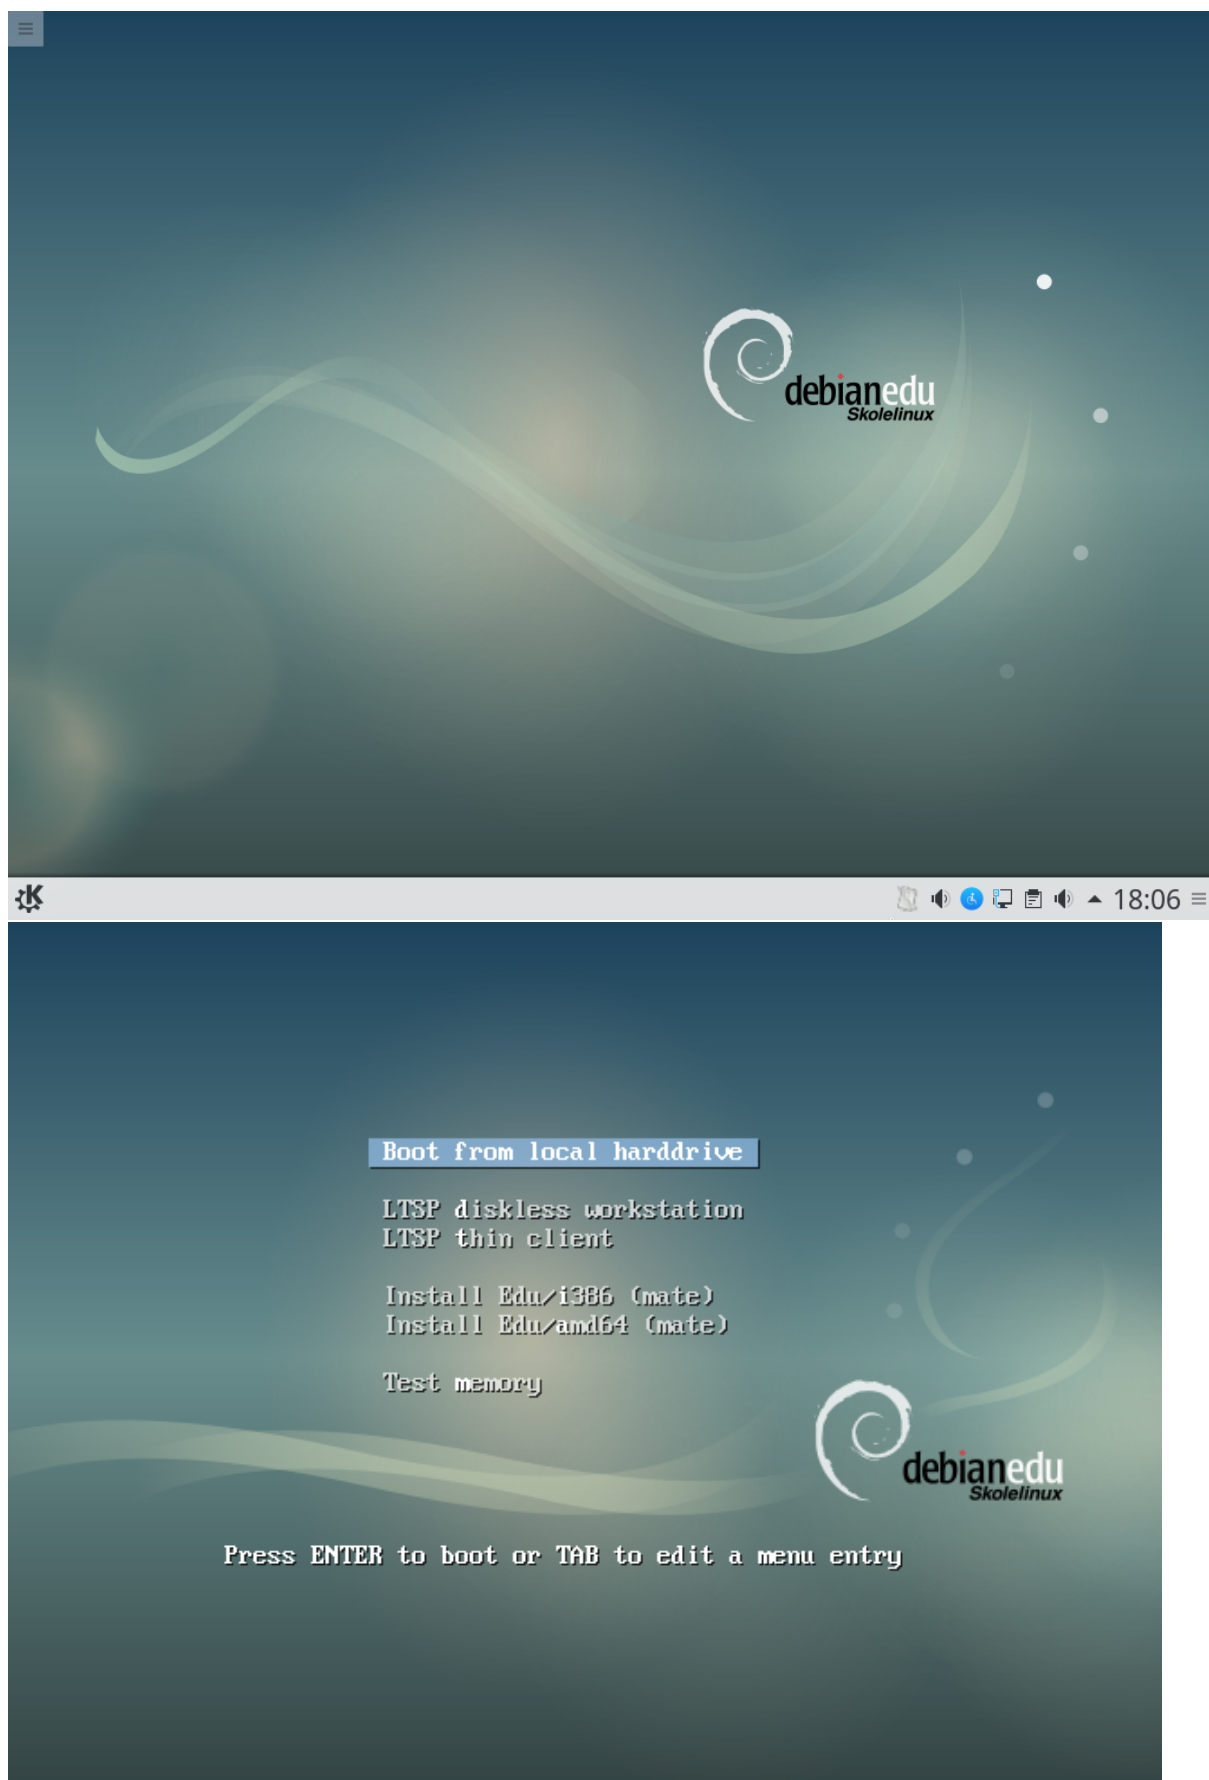 debianedu
Skolelinux
18:06
Boot from local harddrive
LTSP diskless workstation
LTSP thin client
Install Edu/i386 (mate)
Install Edu/amd64 (mate)
Test memory
debianedu
Skolelinux
Press ENTER to boot or TAB to edit a menu entry